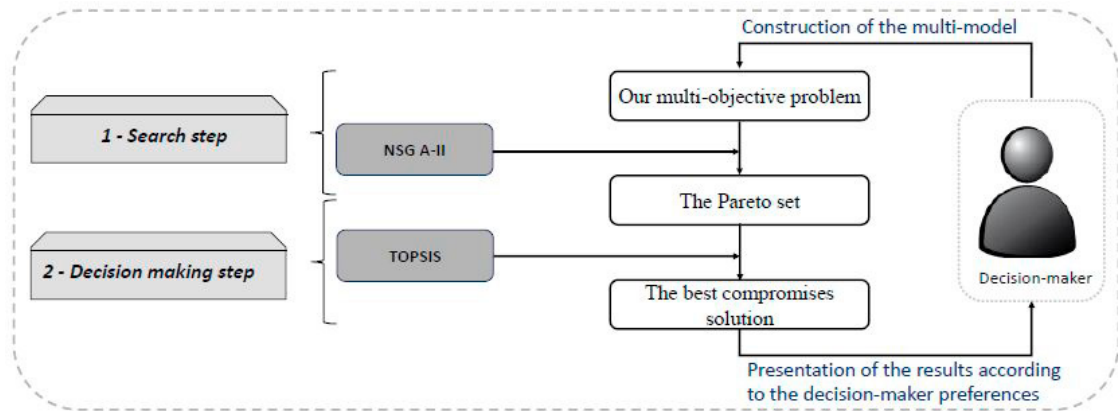 Construction of the multi-model
Our multi-objective problem
1 - Search step
NSG A-II
The Pareto set
2 - Decision making step
TOPSIS
The best compromises
solution
Decision-maker
Presentation of the results according
to the decision-maker preferences